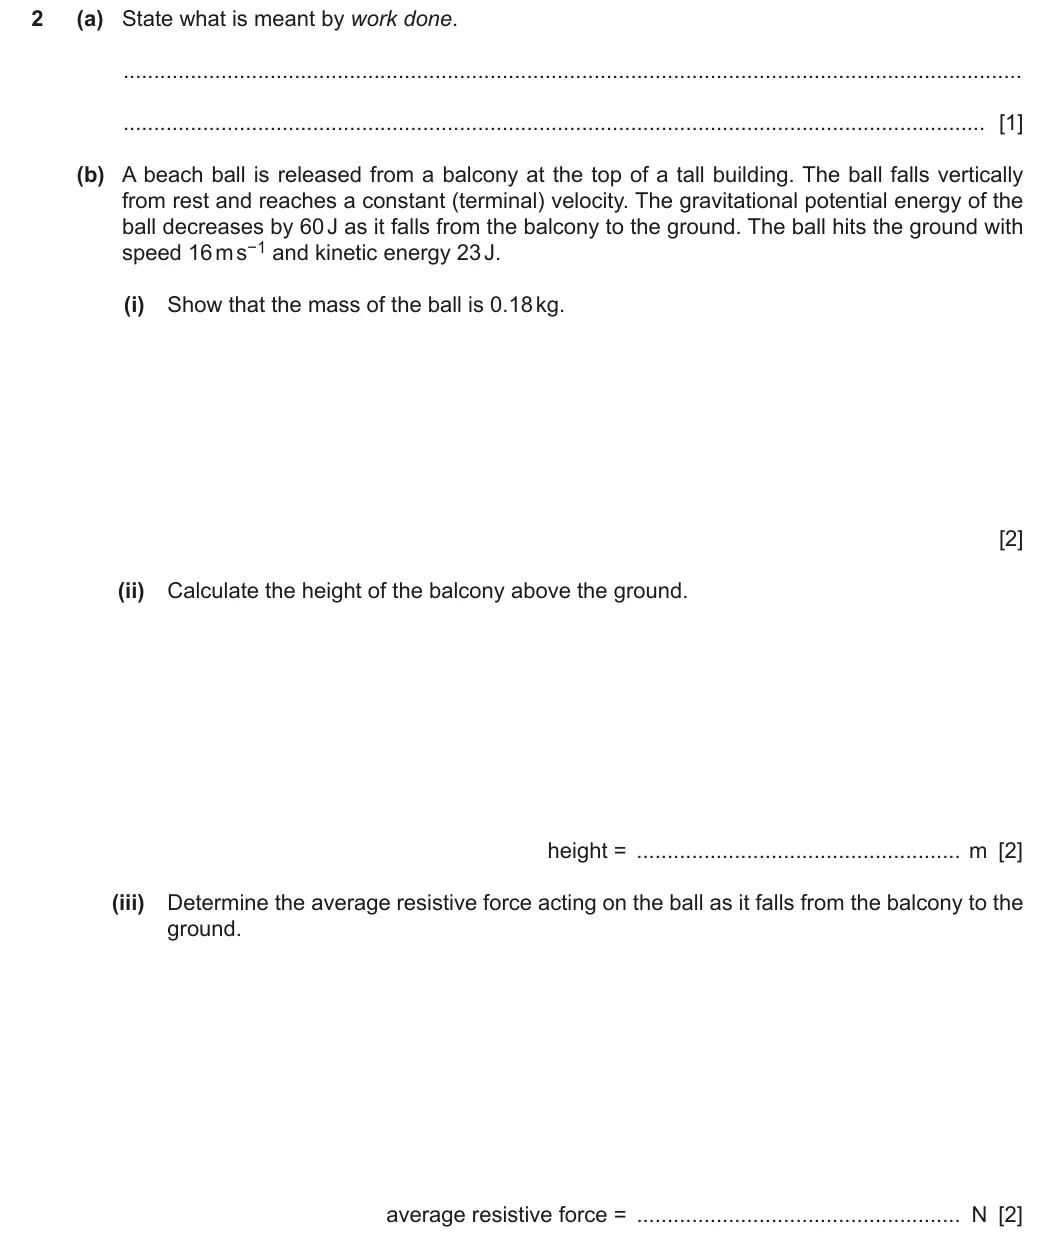 2 (a) State what is meant by work done.
..........................................................................................................................................................
.................................................................................................................................................. [1]
(b) A beach ball is released from a balcony at the top of a tall building. The ball falls vertically
from rest and reaches a constant (terminal) velocity. The gravitational potential energy of the
ball decreases by 60 J as it falls from the balcony to the ground. The ball hits the ground with
speed 16 m s⁻¹ and kinetic energy 23 J.
(i) Show that the mass of the ball is 0.18 kg.
[2]
(ii) Calculate the height of the balcony above the ground.
height = ..................................................... m [2]
(iii) Determine the average resistive force acting on the ball as it falls from the balcony to the
ground.
average resistive force = ..................................................... N [2]